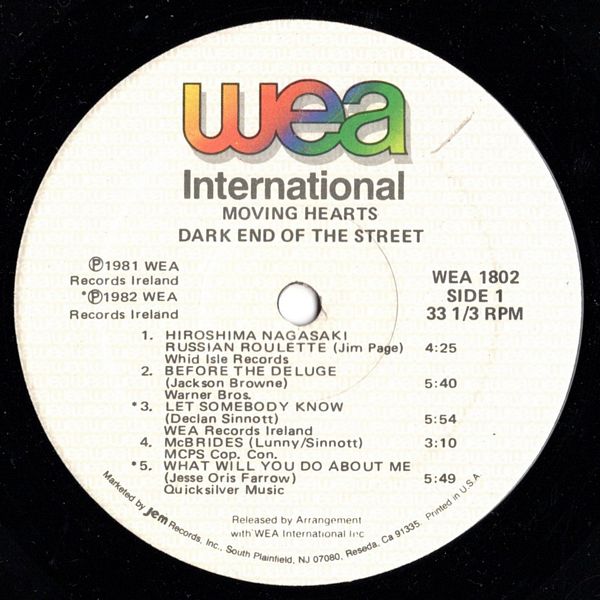 wea
International
MOVING HEARTS
DARK END OF THE STREET
Ⓟ1981 WEA
Records Ireland
*Ⓟ1982 WEA
Records Ireland
WEA 1802
SIDE 1
33 1/3 RPM
1. HIROSHIMA NAGASAKI
RUSSIAN ROULETTE (Jim Page) 4:25
Whid Isle Records
2. BEFORE THE DELUGE
(Jackson Browne) 5:40
Warner Bros.
*3. LET SOMEBODY KNOW
(Declan Sinnott) 5:54
WEA Records Ireland
4. McBRIDES (Lunny/Sinnott) 3:10
MCPS Cop. Con.
*5. WHAT WILL YOU DO ABOUT ME
(Jesse Oris Farrow) 5:49
Quicksilver Music
Released by Arrangement
with WEA International Inc
Marketed by jem Records, Inc., South Plainfield, NJ 07080, Reseda, Ca 91335. Printed in U.S.A.